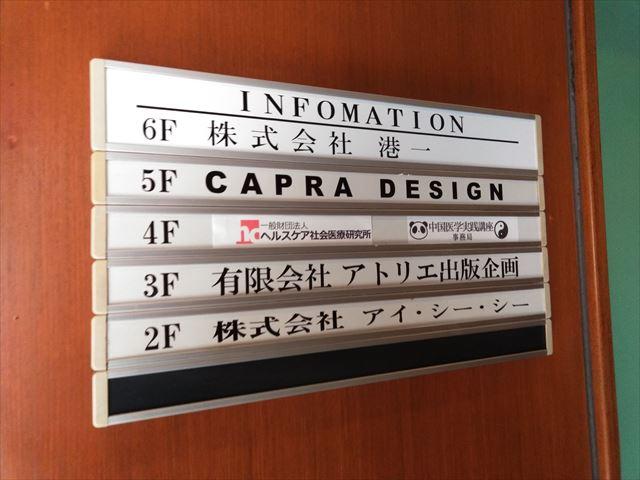 INFOMATION
6F 株式会社 港一
5F CAPRA DESIGN
4F hc 一般財団法人 ヘルスケア社会医療研究所 中国医学実践講座 事務局
3F 有限会社 アトリエ出版企画
2F 株式会社 アイ・シー・シー